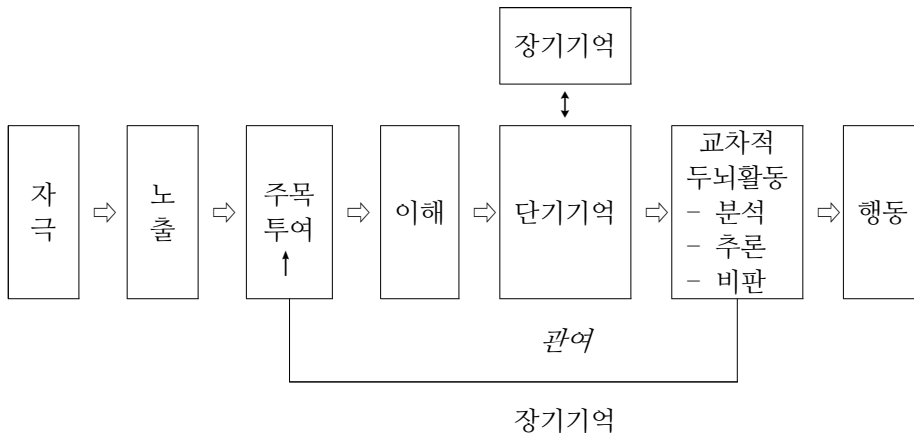 장기기억
자
극
노
출
주목
투여
이해
단기기억
교차적
두뇌활동
- 분석
- 추론
- 비판
행동
관여
장기기억